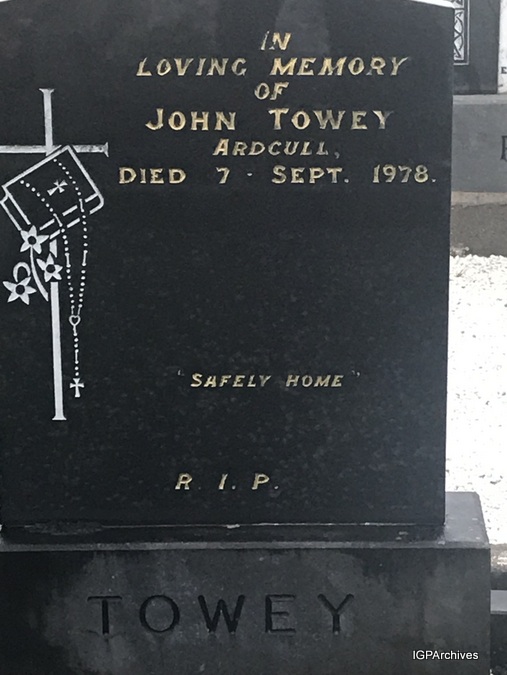 IN
LOVING MEMORY
OF
JOHN TOWEY
ARDCULL,
DIED 7 · SEPT. 1978.
"SAFELY HOME"
R. I. P.
TOWEY
IGPArchives